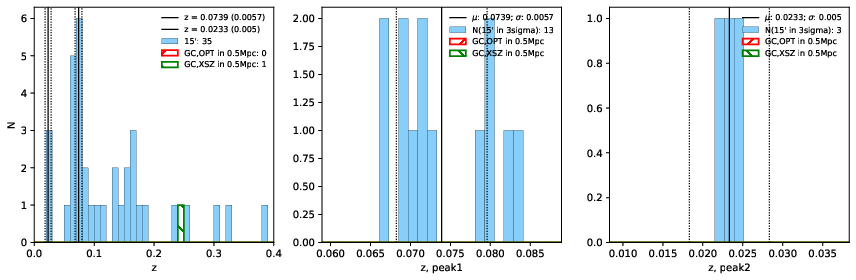 z = 0.0739 (0.0057)
z = 0.0233 (0.005)
15': 35
GC,OPT in 0.5Mpc: 0
GC,XSZ in 0.5Mpc: 1
6
5
4
3
2
1
0
N
0.0
0.1
0.2
0.3
0.4
z
μ: 0.0739; σ: 0.0057
N(15' in 3sigma): 13
GC,OPT in 0.5Mpc
GC,XSZ in 0.5Mpc
2.00
1.75
1.50
1.25
1.00
0.75
0.50
0.25
0.00
0.060
0.065
0.070
0.075
0.080
0.085
z, peak1
μ: 0.0233; σ: 0.005
N(15' in 3sigma): 3
GC,OPT in 0.5Mpc
GC,XSZ in 0.5Mpc
1.0
0.8
0.6
0.4
0.2
0.0
0.010
0.015
0.020
0.025
0.030
0.035
z, peak2